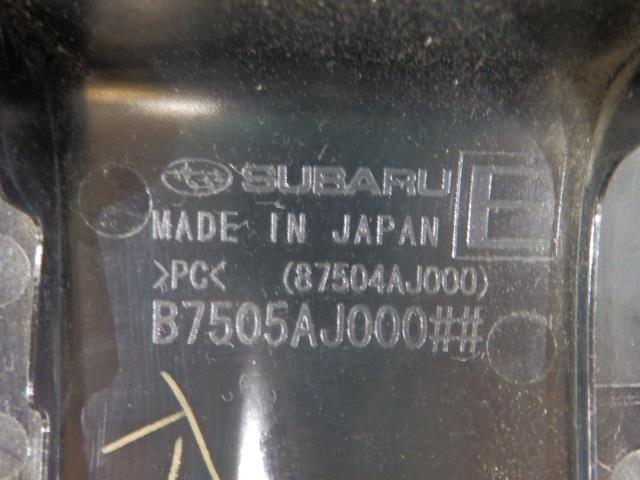 SUBARU E
MADE IN JAPAN
>PC< (87504AJ000)
B7505AJ000##